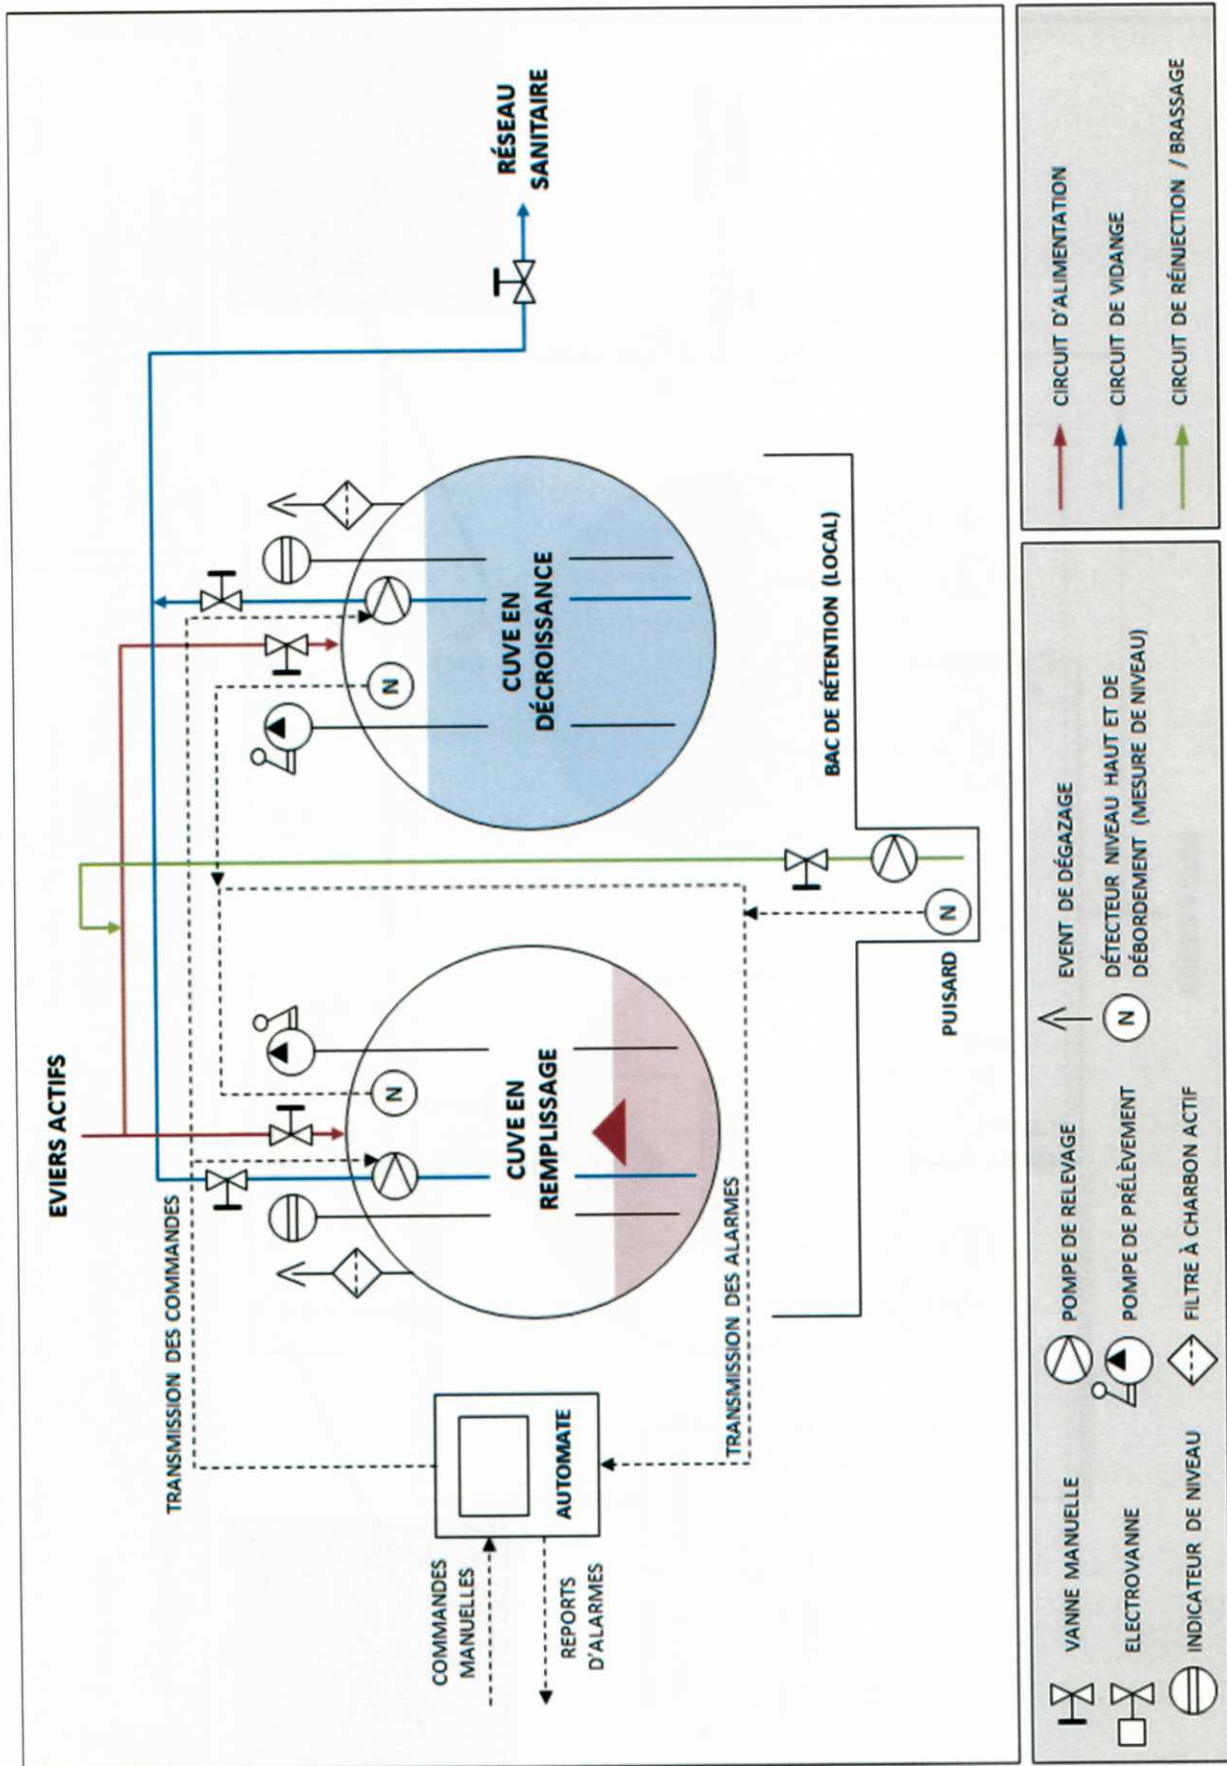 EVIERS ACTIFS
TRANSMISSION DES COMMANDES
RÉSEAU
SANITAIRE
N
N
CUVE EN
REMPLISSAGE
CUVE EN
DÉCROISSANCE
COMMANDES
MANUELLES
AUTOMATE
REPORTS
D'ALARMES
TRANSMISSION DES ALARMES
BAC DE RÉTENTION (LOCAL)
PUISARD
N
VANNE MANUELLE
POMPE DE RELEVAGE
EVENT DE DÉGAZAGE
ELECTROVANNE
POMPE DE PRÉLÈVEMENT
N
DÉTECTEUR NIVEAU HAUT ET DE
DÉBORDEMENT (MESURE DE NIVEAU)
INDICATEUR DE NIVEAU
FILTRE À CHARBON ACTIF
CIRCUIT D'ALIMENTATION
CIRCUIT DE VIDANGE
CIRCUIT DE RÉINJECTION / BRASSAGE